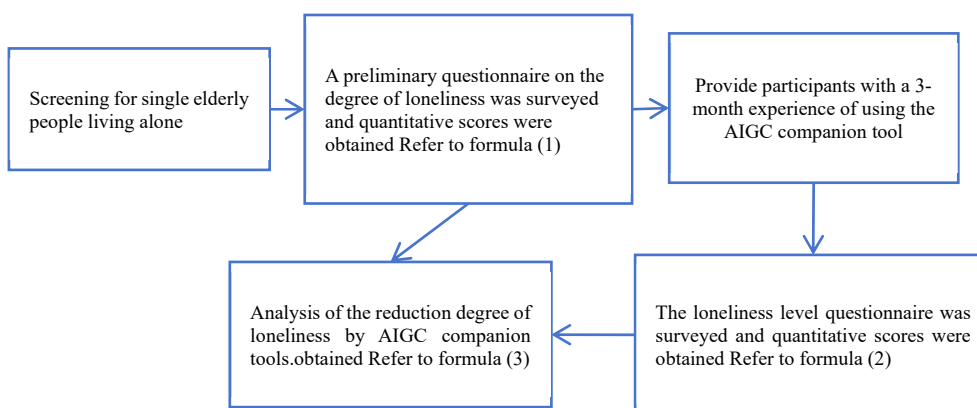 Screening for single elderly
people living alone
A preliminary questionnaire on the
degree of loneliness was surveyed
and quantitative scores were
obtained Refer to formula (1)
Provide participants with a 3-
month experience of using the
AIGC companion tool
Analysis of the reduction degree of
loneliness by AIGC companion
tools.obtained Refer to formula (3)
The loneliness level questionnaire was
surveyed and quantitative scores were
obtained Refer to formula (2)